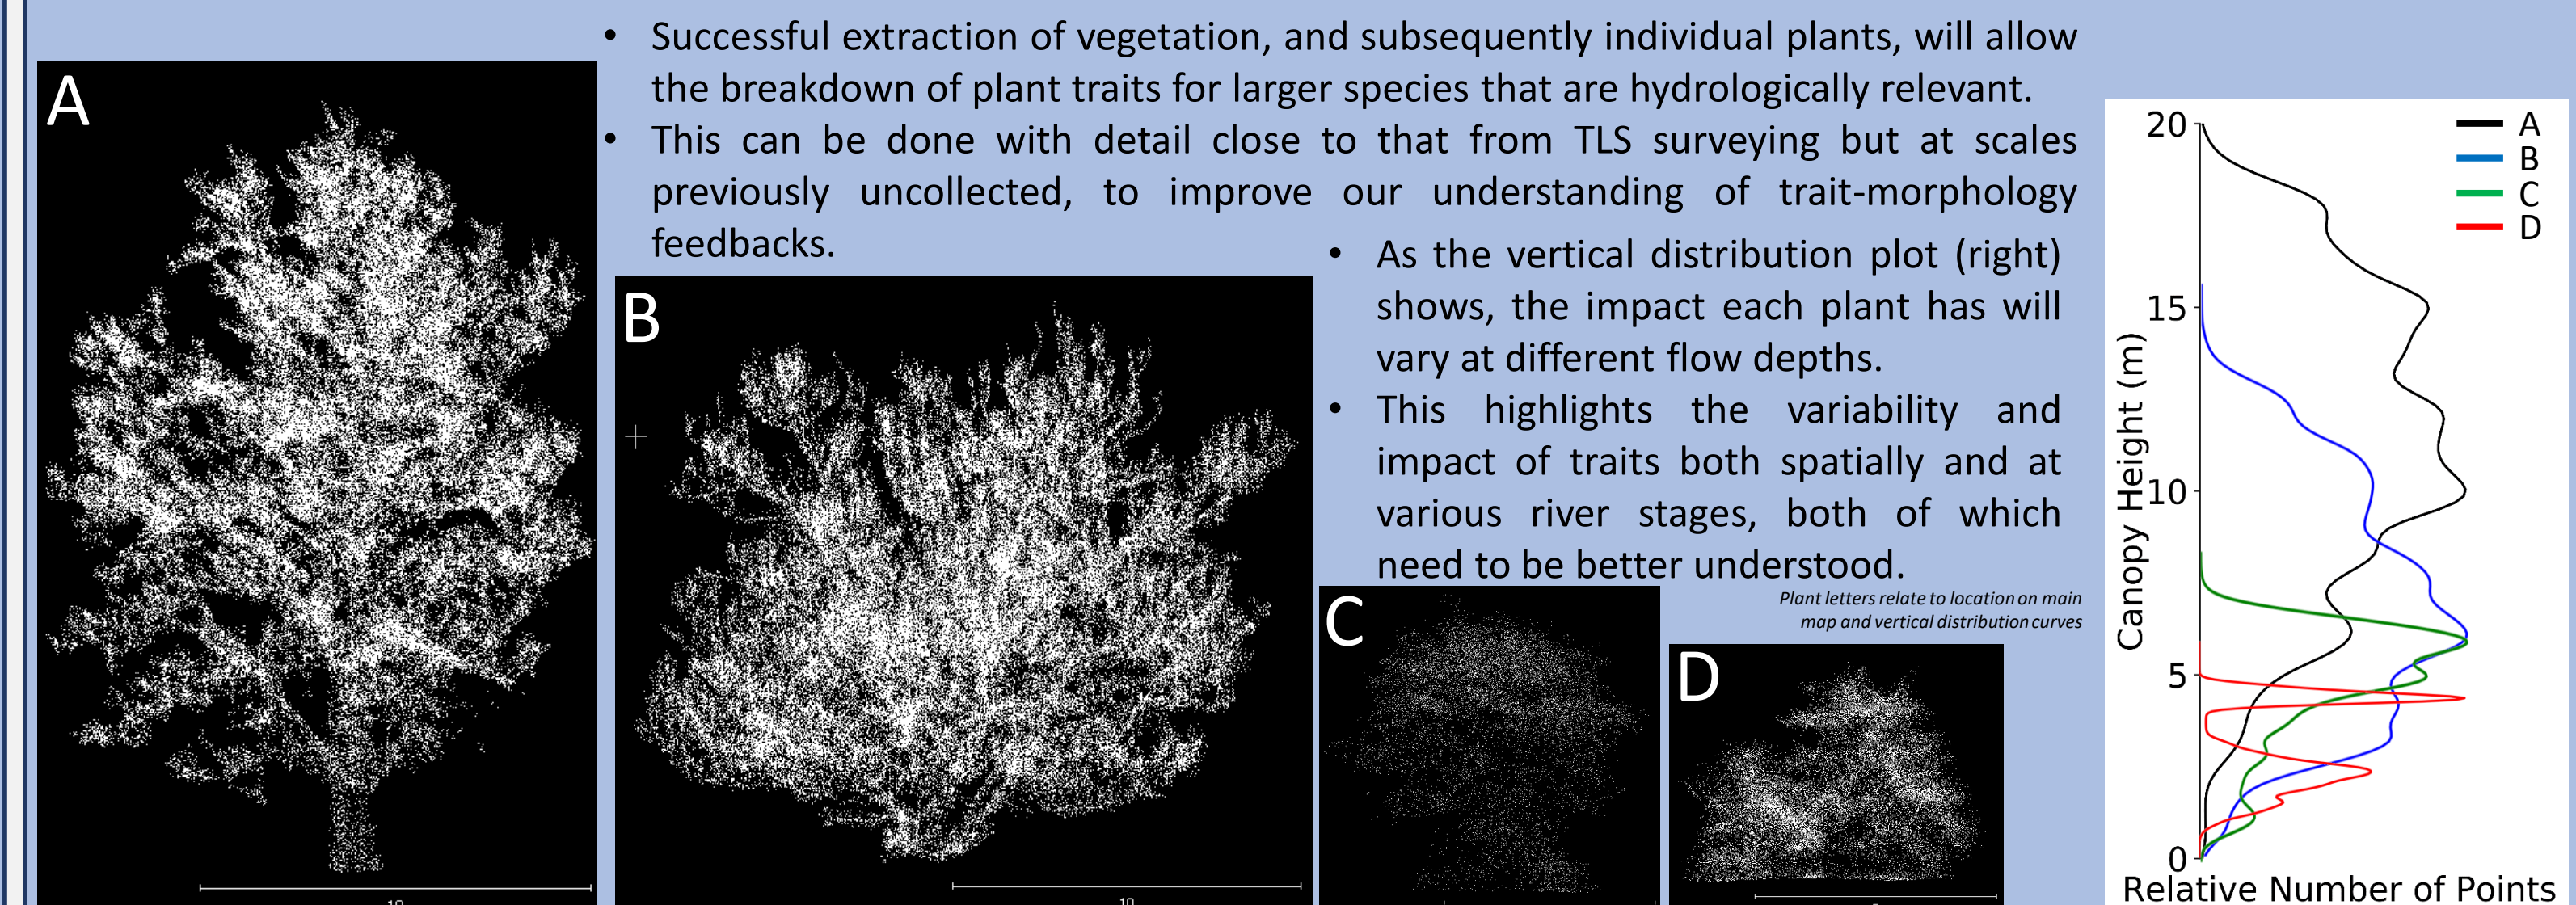 • Successful extraction of vegetation, and subsequently individual plants, will allow
the breakdown of plant traits for larger species that are hydrologically relevant.
• This can be done with detail close to that from TLS surveying but at scales
previously uncollected, to improve our understanding of trait-morphology
feedbacks.
• As the vertical distribution plot (right)
shows, the impact each plant has will
vary at different flow depths.
• This highlights the variability and
impact of traits both spatially and at
various river stages, both of which
need to be better understood.
Plant letters relate to location on main
map and vertical distribution curves
A
B
C
D
10
A
B
C
D
20
15
10
5
0
Canopy Height (m)
Relative Number of Points